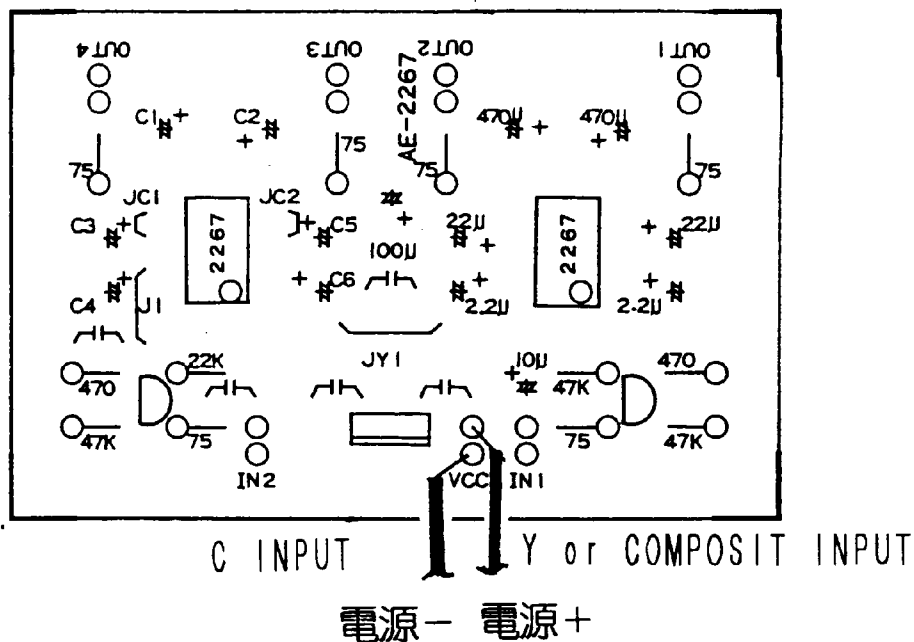 OUT4 OUT3 OUT2 OUT1
AE-2267
C1 + C2 + 470μ + 470μ +
75 75 75 75
JC1 JC2
C3 + + C5 + 22μ + + 22μ
2267 2267
100μ
C4 + J1 + C6 + 2.2μ + 2.2μ
JY1
470 22K + 10μ 47K 470
47K 75 75 47K
IN2 VCC IN1
C INPUT Y or COMPOSIT INPUT
電源− 電源+